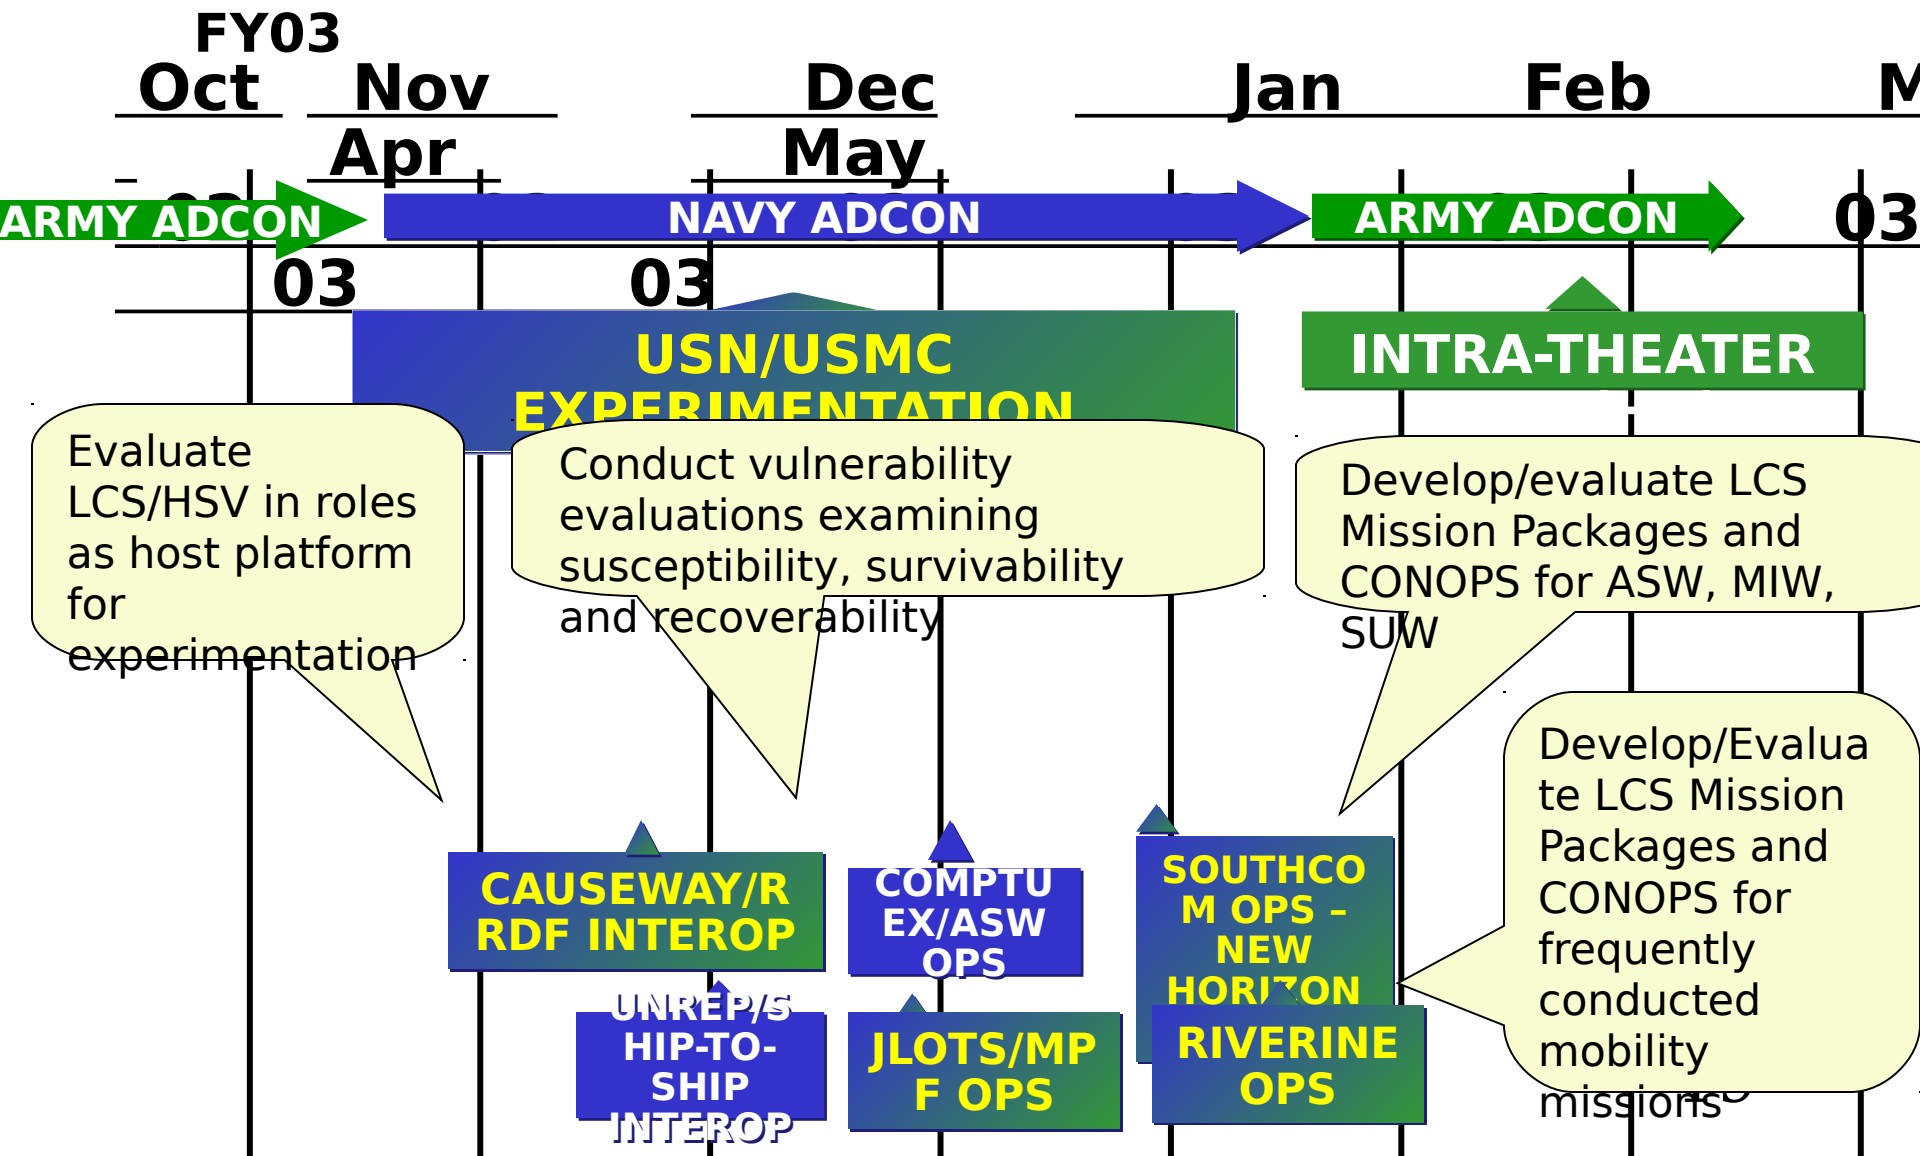 FY03
Oct Nov Dec Jan Feb M
Apr May
ARMY ADCON NAVY ADCON ARMY ADCON 03
03 03
USN/USMC
EXPERIMENTATION
INTRA-THEATER
Evaluate
LCS/HSV in roles
as host platform
for
experimentation
Conduct vulnerability
evaluations examining
susceptibility, survivability
and recoverability
Develop/evaluate LCS
Mission Packages and
CONOPS for ASW, MIW,
SUW
Develop/Evalua
te LCS Mission
Packages and
CONOPS for
frequently
conducted
mobility
missions
CAUSEWAY/R
RDF INTEROP
COMPTU
EX/ASW
OPS
SOUTHCO
M OPS –
NEW
HORIZON
UNREP/S
HIP-TO-
SHIP
INTEROP
JLOTS/MP
F OPS
RIVERINE
OPS